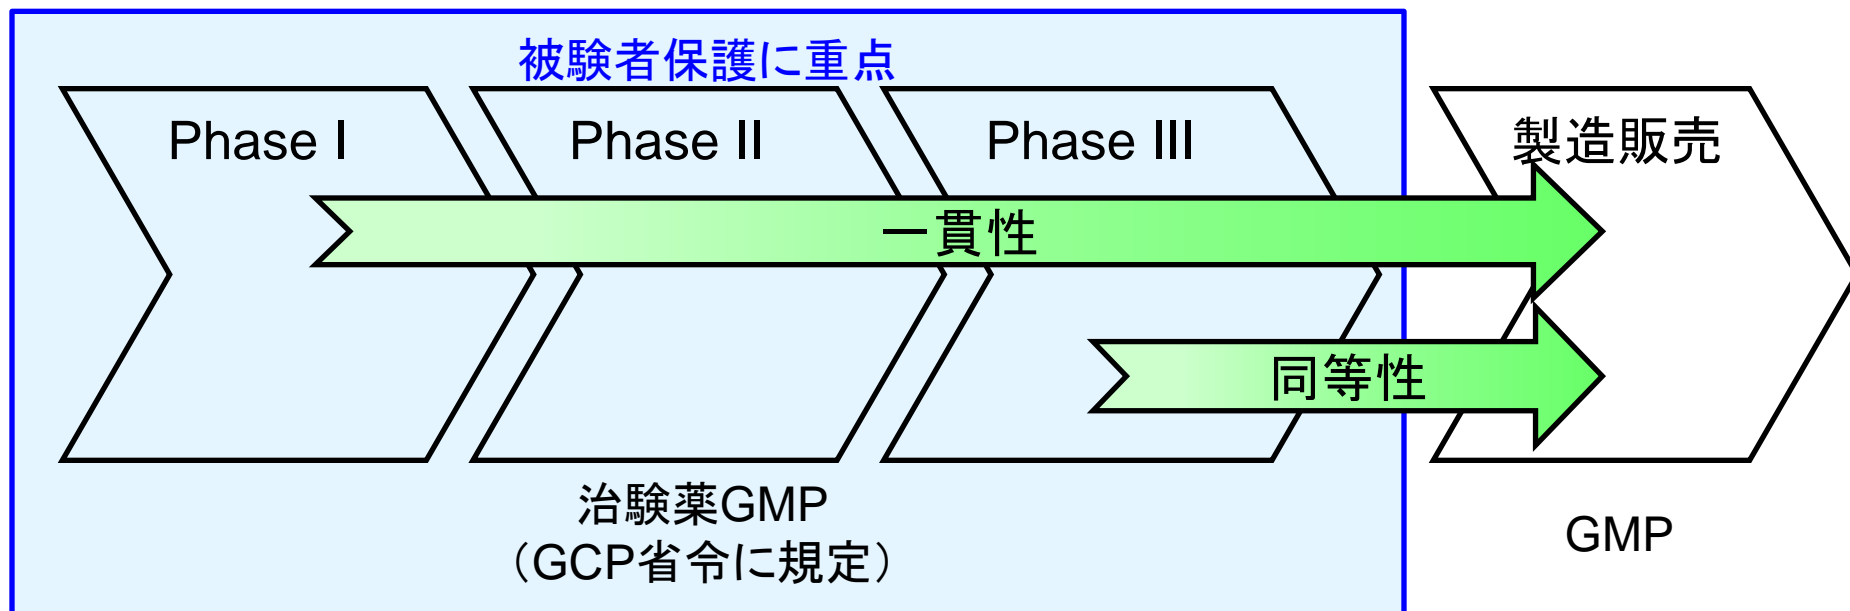 被験者保護に重点
Phase I
Phase II
Phase III
製造販売
一貫性
同等性
治験薬GMP
（GCP省令に規定）
GMP